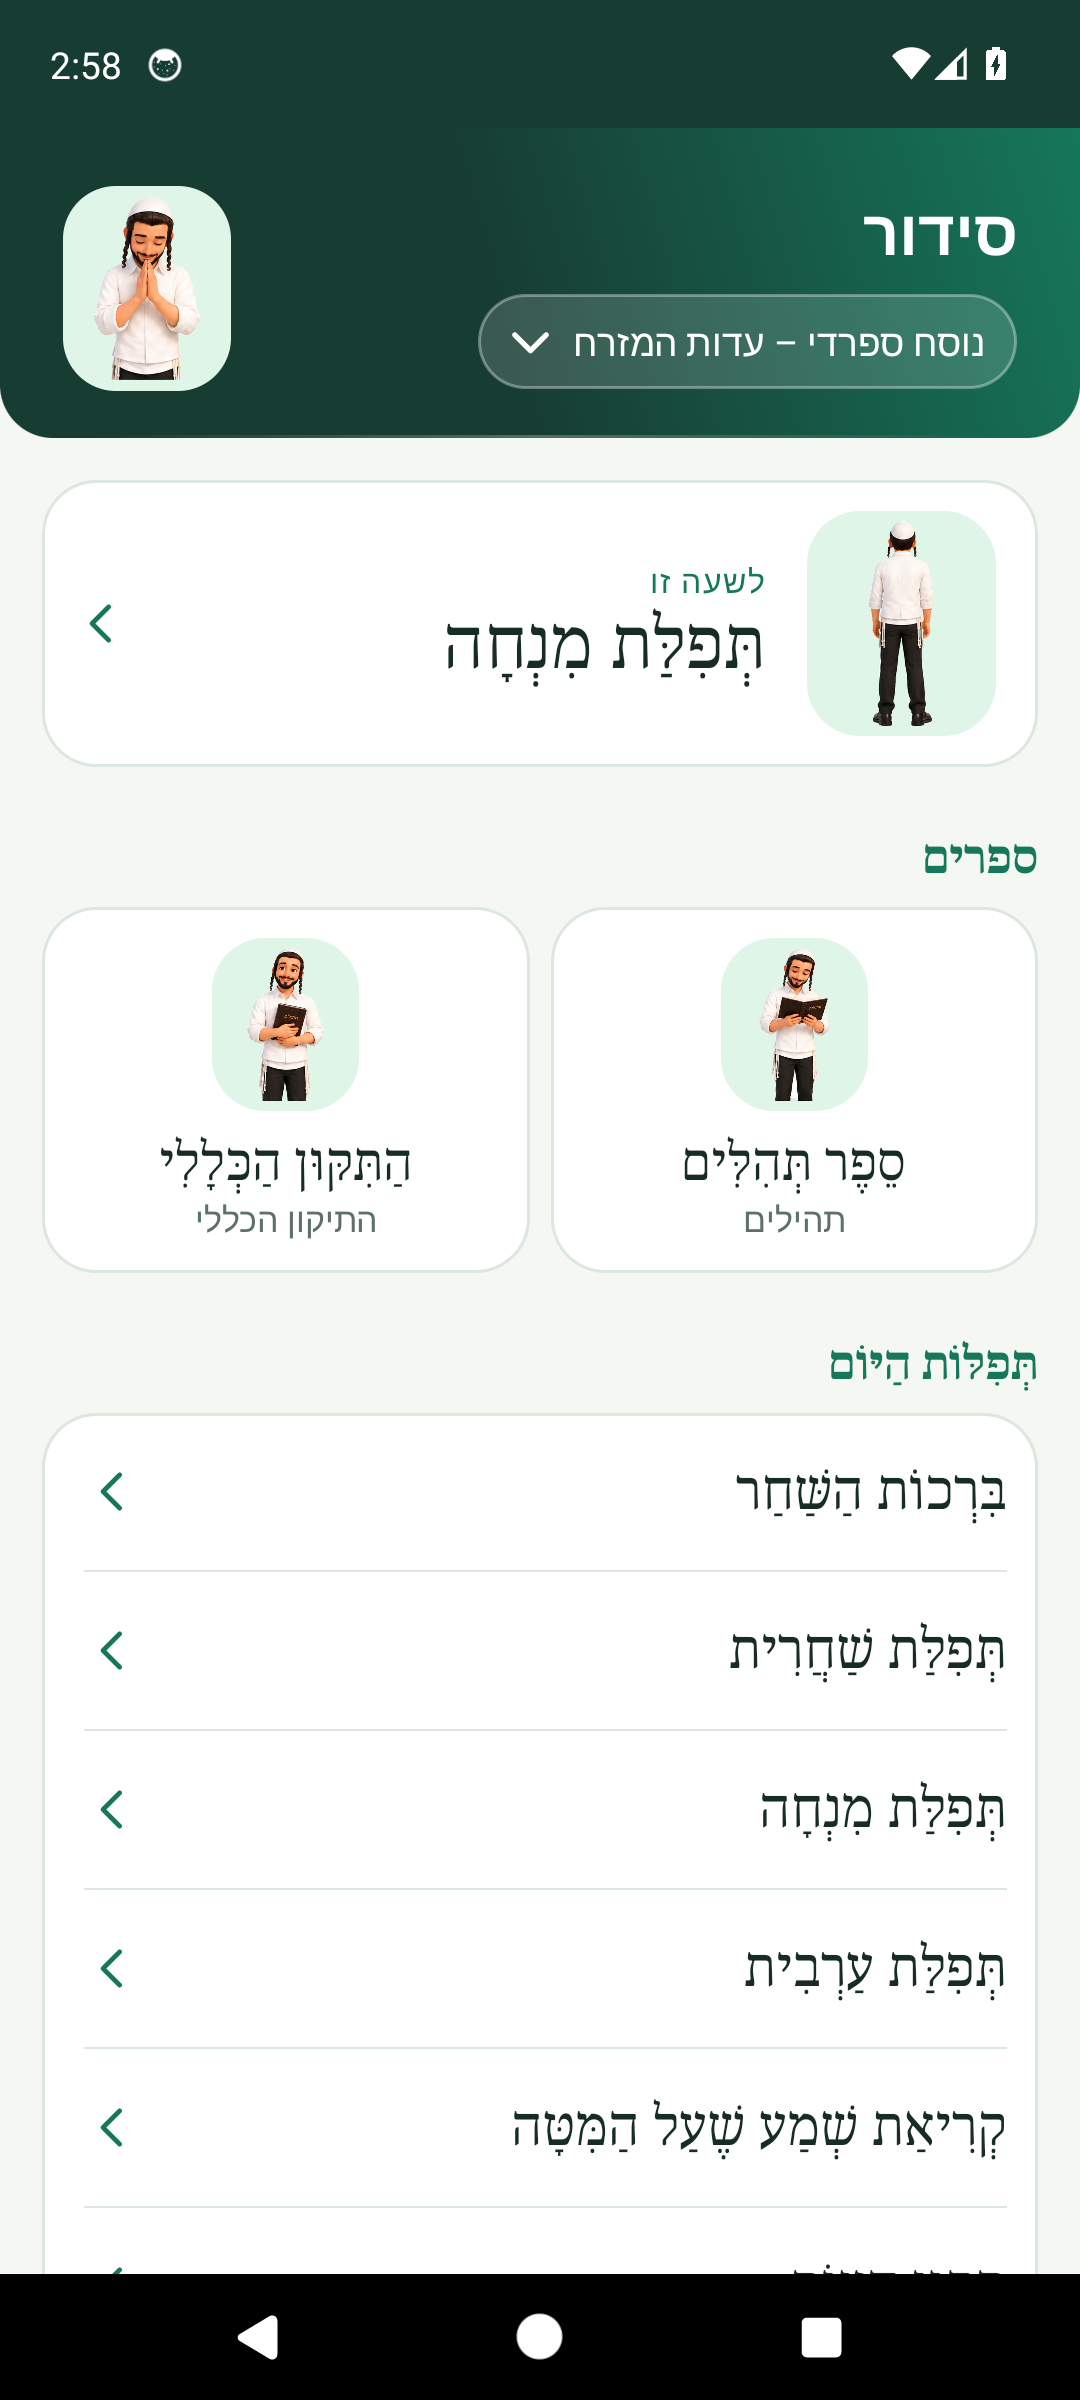 2:58
סידור
נוסח ספרדי – עדות המזרח
לשעה זו
תְּפִלַּת מִנְחָה
ספרים
סֵפֶר תְּהִלִּים
תהילים
הַתִּקּוּן הַכְּלָלִי
התיקון הכללי
תְּפִלּוֹת הַיּוֹם
בִּרְכוֹת הַשַּׁחַר
תְּפִלַּת שַׁחֲרִית
תְּפִלַּת מִנְחָה
תְּפִלַּת עַרְבִית
קְרִיאַת שְׁמַע שֶׁעַל הַמִּטָּה